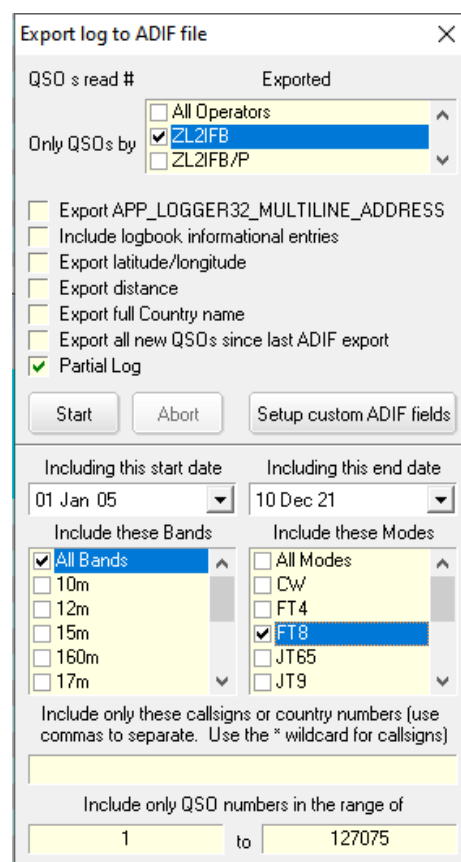 Export log to ADIF file
QSO s read # Exported
Only QSOs by
All Operators
ZL2IFB
ZL2IFB/P
Export APP_LOGGER32_MULTILINE_ADDRESS
Include logbook informational entries
Export latitude/longitude
Export distance
Export full Country name
Export all new QSOs since last ADIF export
Partial Log
Start Abort Setup custom ADIF fields
Including this start date Including this end date
01 Jan 05 10 Dec 21
Include these Bands Include these Modes
All Bands All Modes
10m CW
12m FT4
15m FT8
160m JT65
17m JT9
Include only these callsigns or country numbers (use
commas to separate. Use the * wildcard for callsigns)
Include only QSO numbers in the range of
1 to 127075